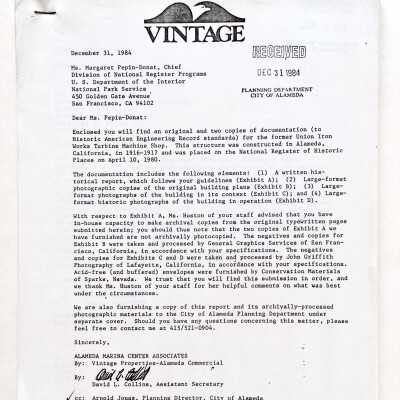 VINTAGE
December 31, 1984
RECEIVED
DEC 31 1984
PLANNING DEPARTMENT
CITY OF ALAMEDA
Ms. Margaret Pepin-Donat, Chief
Division of National Register Programs
U. S. Department of the Interior
National Park Service
450 Golden Gate Avenue
San Francisco, CA 94102
Dear Ms. Pepin-Donat:
Enclosed you will find an original and two copies of documentation (to
Historic American Engineering Record standards) for the former Union Iron
Works Turbine Machine Shop. This structure was constructed in Alameda,
California, in 1916-1917 and was placed on the National Register of Historic
Places on April 10, 1980.
The documentation includes the following elements: (1) A written his-
torical report, which follows your guidelines (Exhibit A); (2) Large-format
photographic copies of the original building plans (Exhibit B); (3) Large-
format photographs of the building in its context (Exhibit C); and (4) Large-
format historic photographs of the building in operation (Exhibit D).
With respect to Exhibit A, Ms. Huston of your staff advised that you have
in-house capacity to make archival copies from the original typewritten pages
submitted herein; you should thus note that the two copies of Exhibit A we
have furnished are not archivally photocopied. The negatives and copies for
Exhibit B were taken and processed by General Graphics Services of San Fran-
cisco, California, in accordance with your specifications. The negatives
and copies for Exhibits C and D were taken and processed by John Griffith
Photography of Lafayette, California, in accordance with your specifications.
Acid-free (and buffered) envelopes were furnished by Conservation Materials
of Sparks, Nevada. We trust that you will find this submission in order, and
we thank Ms. Huston of your staff for her helpful comments on what was best
under the circumstances.
We are also furnishing a copy of this report and its archivally-processed
photographic materials to the City of Alameda Planning Department under
separate cover. Should you have any questions concerning this matter, please
feel free to contact me at 415/521-0904.
Sincerely,
ALAMEDA MARINA CENTER ASSOCIATES
By: Vintage Properties-Alameda Commercial
By:
David L. Collins, Assistant Secretary
cc: Arnold Jonas, Planning Director, City of Alameda